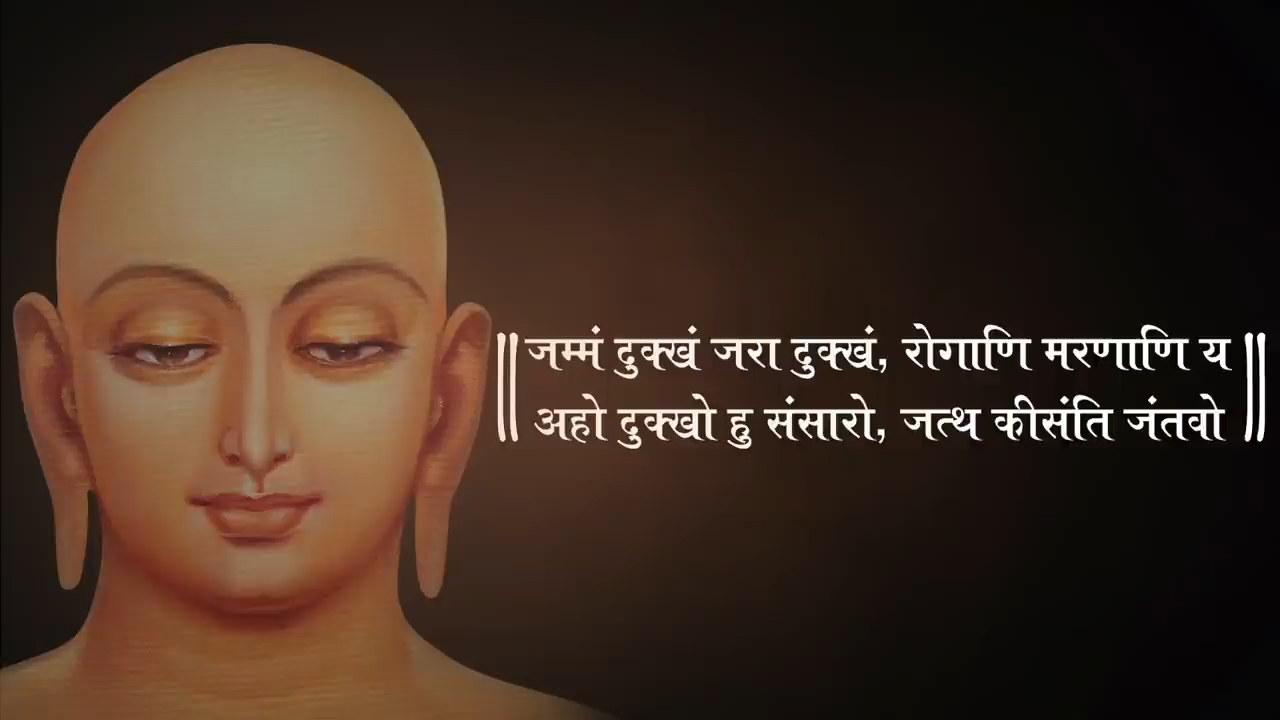 ॥ जम्मं दुक्खं जरा दुक्खं, रोगाणि मरणाणि य
अहो दुक्खो हु संसारो, जत्थ कीसंति जंतवो ॥